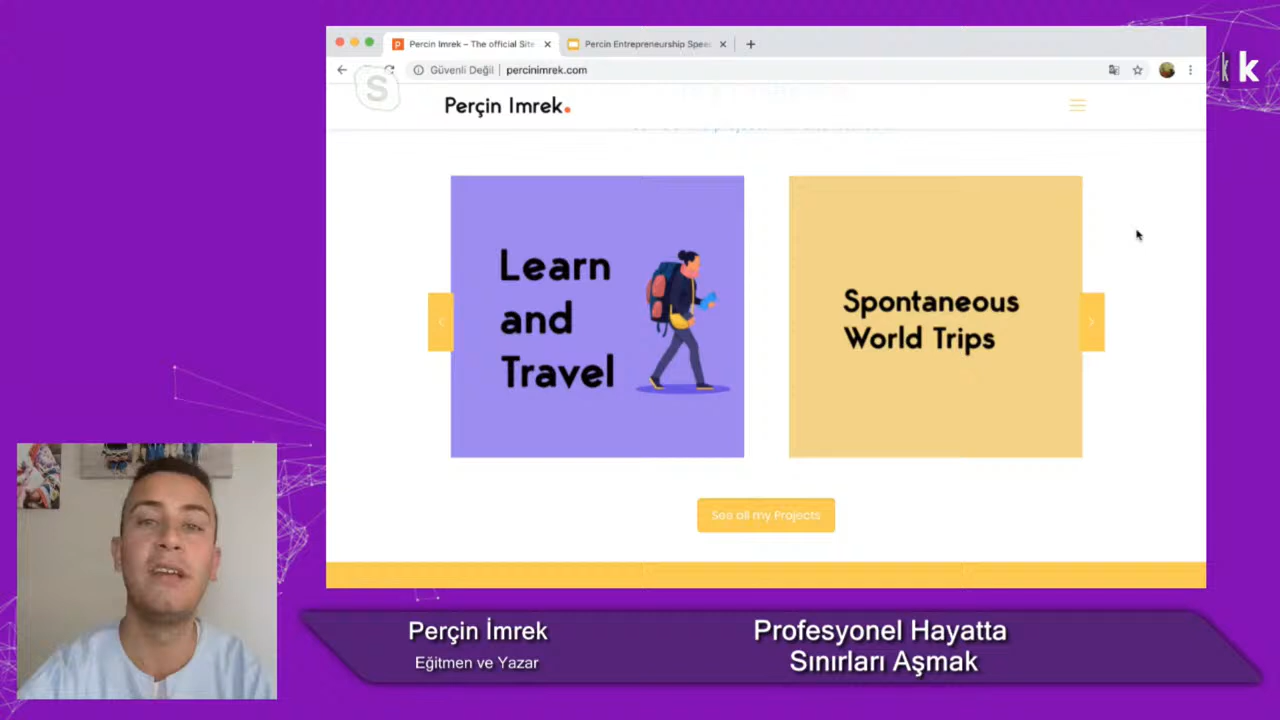 Percin Imrek – The official Site
Percin Entrepreneurship Speec
Güvenli Değil
percinimrek.com
S
k k
Perçin Imrek.
Learn
and
Travel
Spontaneous
World Trips
See all my Projects
Perçin İmrek
Eğitmen ve Yazar
Profesyonel Hayatta
Sınırları Aşmak